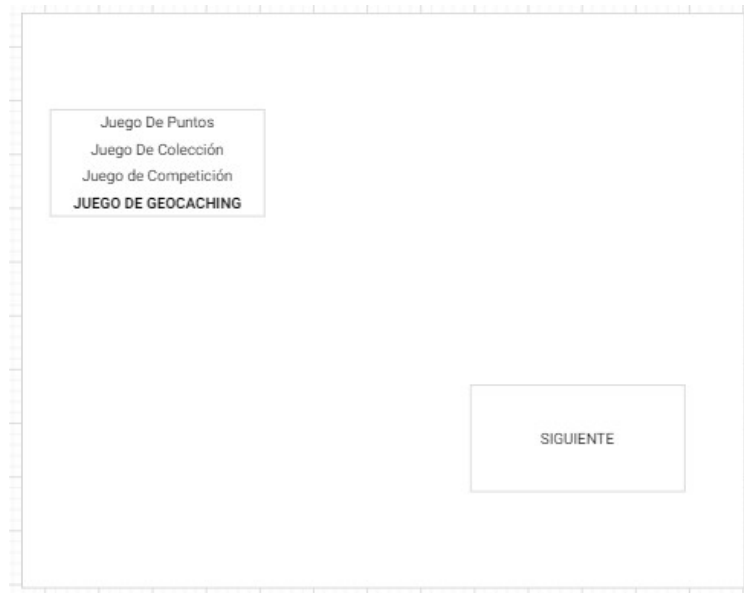 Juego De Puntos
Juego De Colección
Juego de Competición
JUEGO DE GEOCACHING
SIGUIENTE